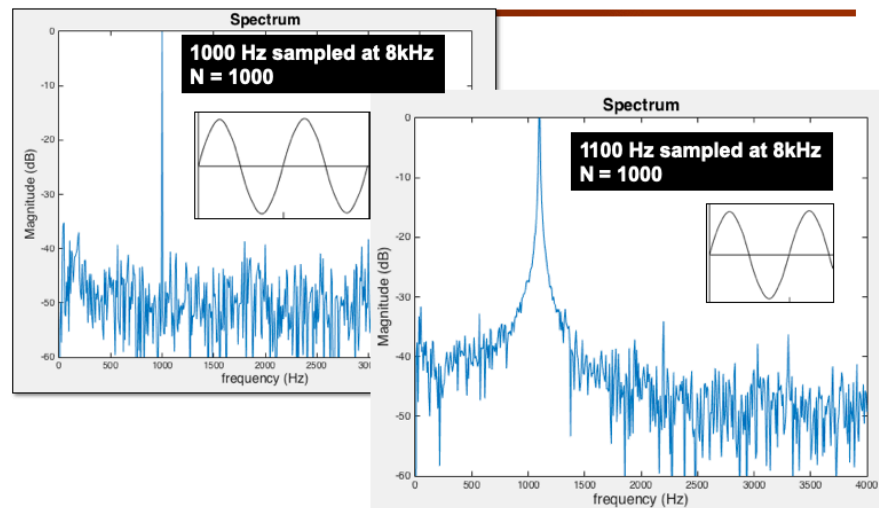 Spectrum
1000 Hz sampled at 8kHz
N = 1000
Magnitude (dB)
0
-10
-20
-30
-40
-50
-60
0
500
1000
1500
2000
2500
frequency (Hz)
Spectrum
1100 Hz sampled at 8kHz
N = 1000
Magnitude (dB)
0
-10
-20
-30
-40
-50
-60
0
500
1000
1500
2000
2500
3000
3500
4000
frequency (Hz)